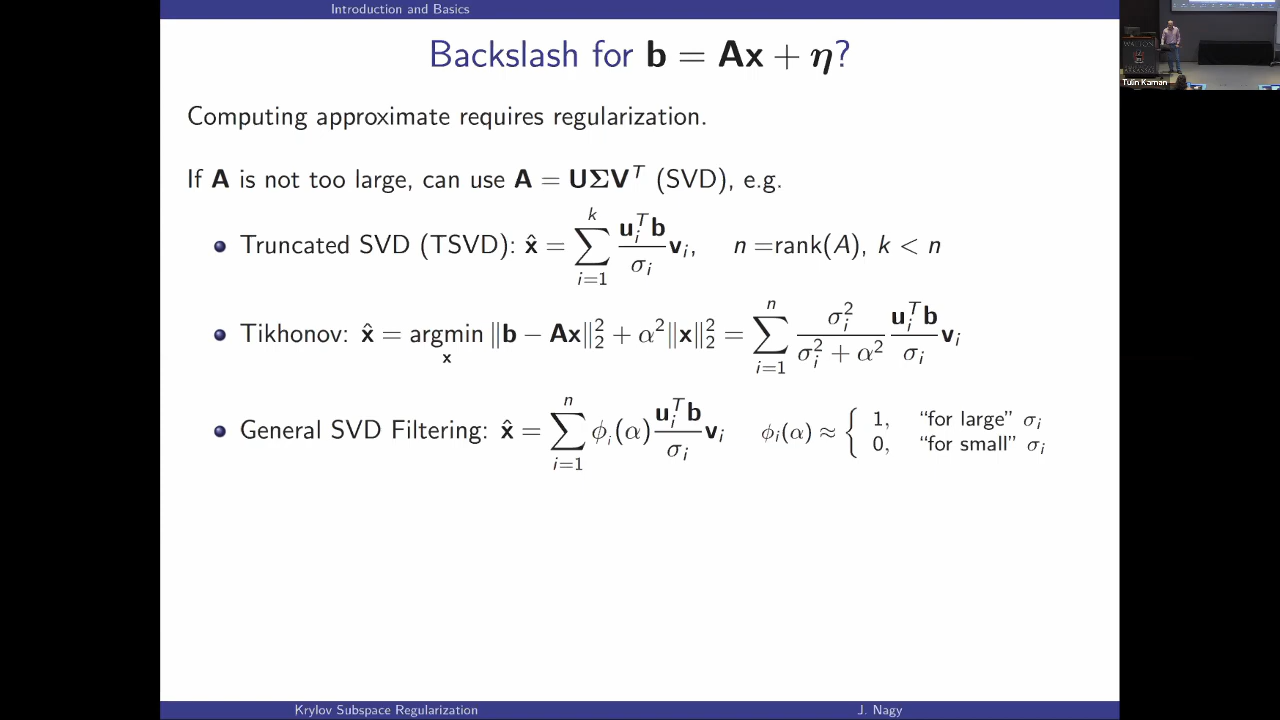 Introduction and Basics
Backslash for b = Ax + η?
Computing approximate requires regularization.
If A is not too large, can use A = UΣV^T (SVD), e.g.
Truncated SVD (TSVD): x̂ = ∑_{i=1}^{k} (u_i^T b / σ_i) v_i, n =rank(A), k < n
Tikhonov: x̂ = argmin_x ‖b − Ax‖_2^2 + α^2‖x‖_2^2 = ∑_{i=1}^{n} (σ_i^2 / (σ_i^2 + α^2)) (u_i^T b / σ_i) v_i
General SVD Filtering: x̂ = ∑_{i=1}^{n} ϕ_i(α) (u_i^T b / σ_i) v_i ϕ_i(α) ≈ { 1, “for large” σ_i
0, “for small” σ_i
Krylov Subspace Regularization J. Nagy
WALTON
Tulin Kaman